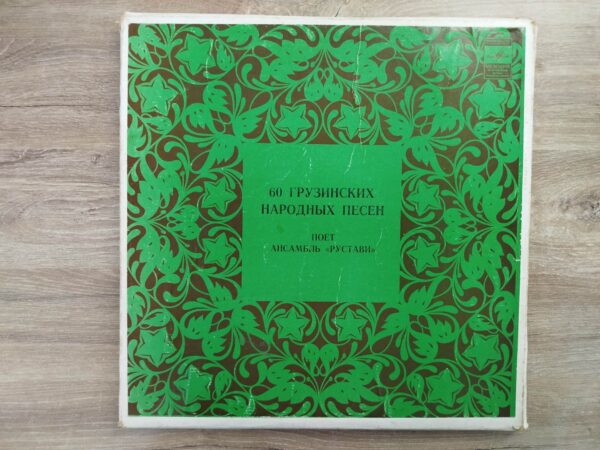 60 ГРУЗИНСКИХ
НАРОДНЫХ ПЕСЕН
ПОЕТ
АНСАМБЛЬ «РУСТАВИ»